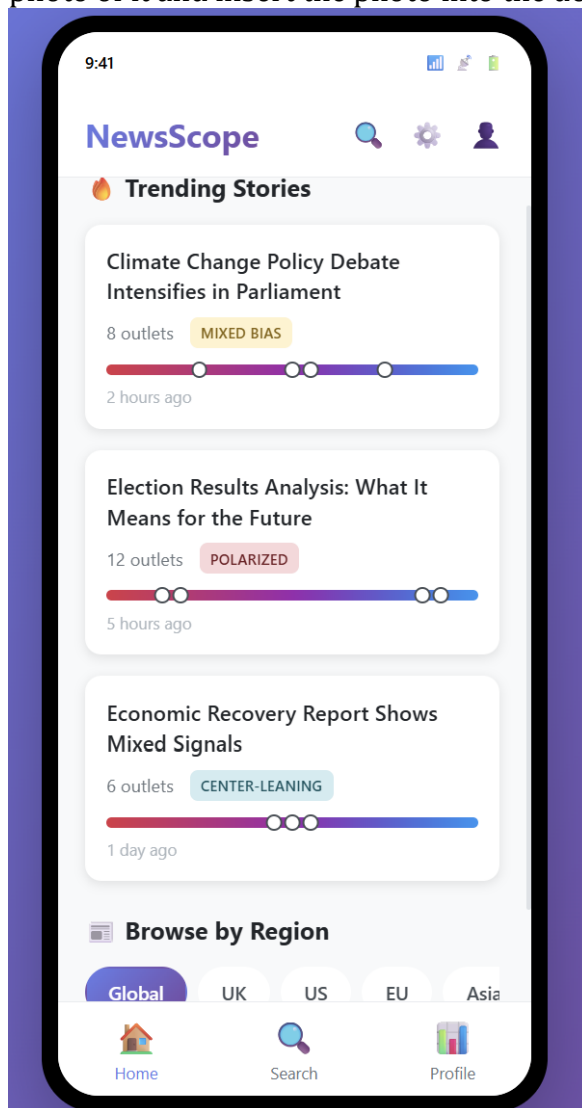 9:41
NewsScope
Trending Stories
Climate Change Policy Debate
Intensifies in Parliament
8 outlets MIXED BIAS
2 hours ago
Election Results Analysis: What It
Means for the Future
12 outlets POLARIZED
5 hours ago
Economic Recovery Report Shows
Mixed Signals
6 outlets CENTER-LEANING
1 day ago
Browse by Region
Global UK US EU Asia
Home Search Profile